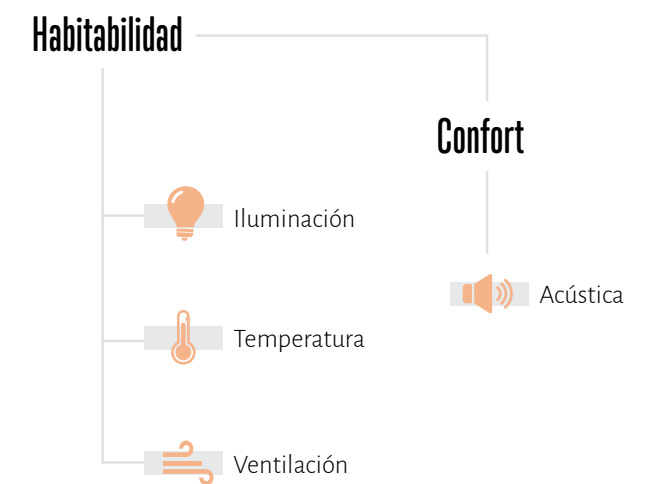 Habitabilidad
Confort
Iluminación
Acústica
Temperatura
Ventilación